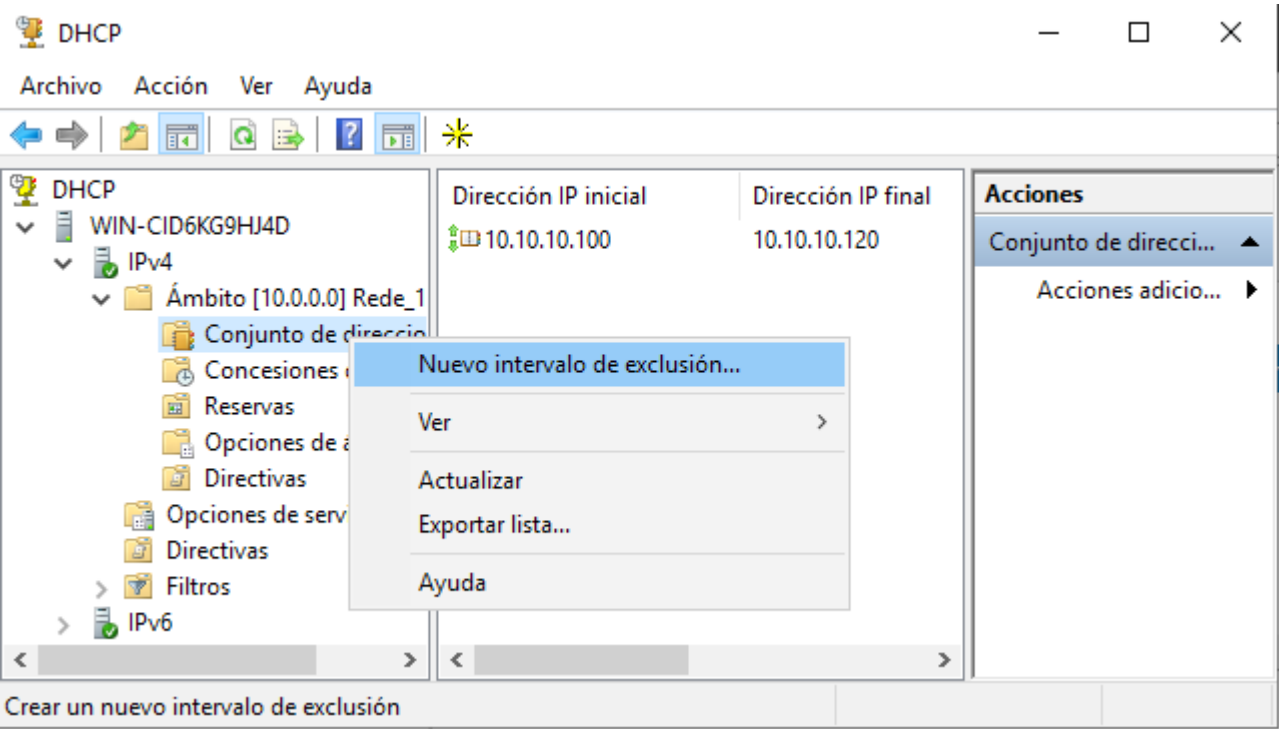 DHCP
Archivo Acción Ver Ayuda
DHCP
WIN-CID6KG9HJ4D
IPv4
Ámbito [10.0.0.0] Rede_1
Conjunto de direccio
Concesiones
Reservas
Opciones de á
Directivas
Opciones de serv
Directivas
Filtros
IPv6
Dirección IP inicial Dirección IP final
10.10.10.100 10.10.10.120
Nuevo intervalo de exclusión...
Ver
Actualizar
Exportar lista...
Ayuda
Acciones
Conjunto de direcci...
Acciones adicio...
Crear un nuevo intervalo de exclusión